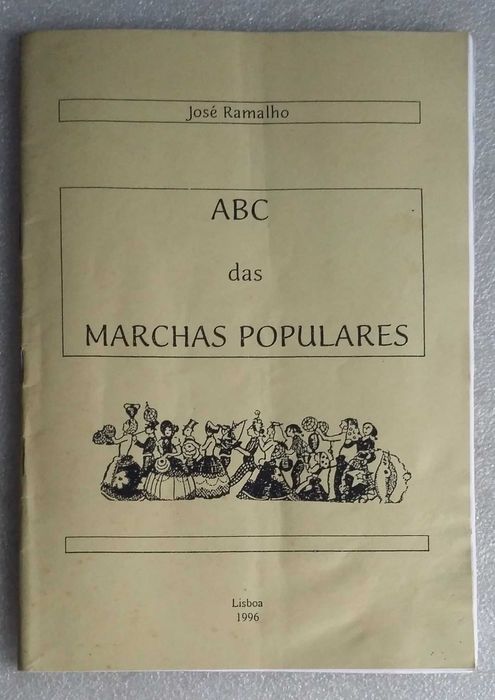 José Ramalho
ABC
das
MARCHAS POPULARES
Lisboa
1996